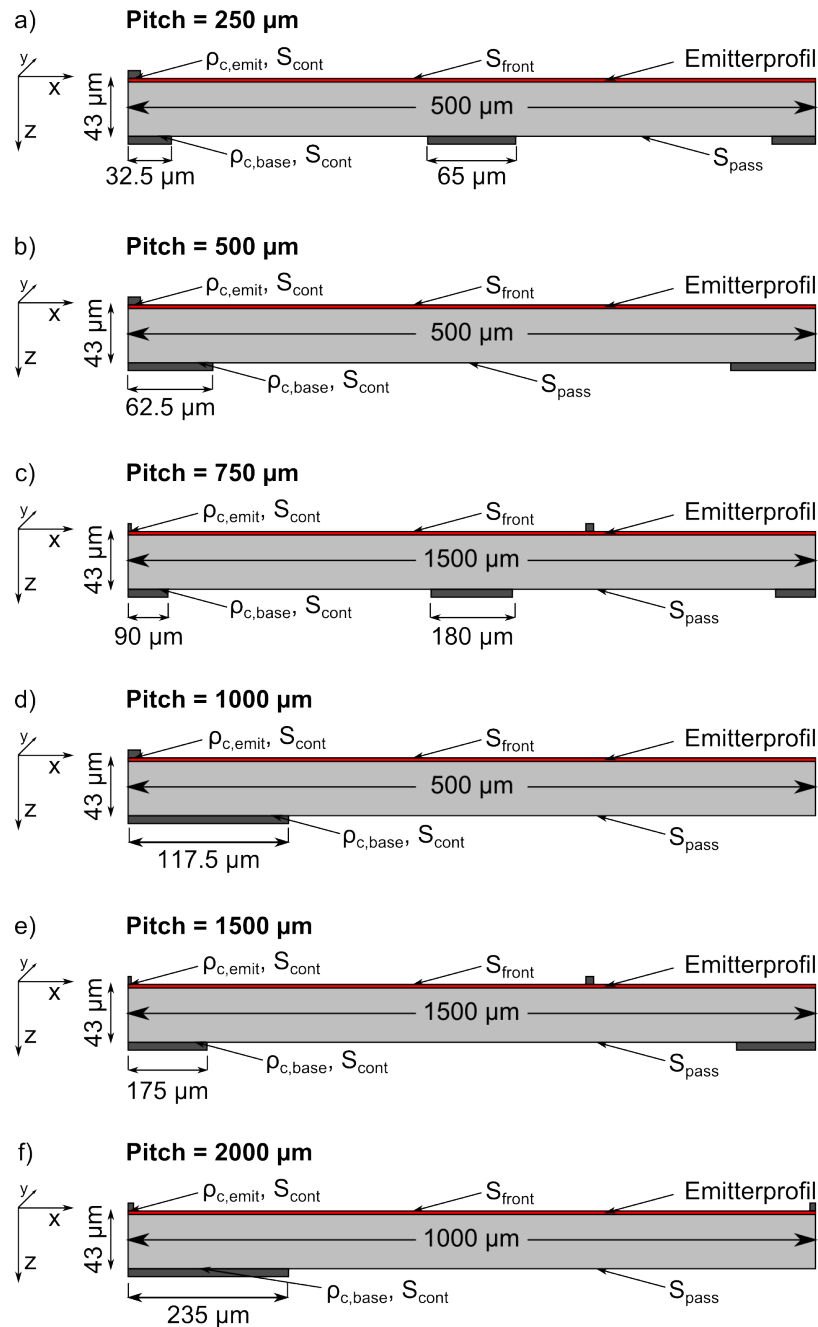 a) Pitch = 250 µm
y x z
ρc,emit, Scont Sfront Emitterprofil
43 µm
500 µm
ρc,base, Scont Spass
32.5 µm 65 µm
b) Pitch = 500 µm
y x z
ρc,emit, Scont Sfront Emitterprofil
43 µm
500 µm
ρc,base, Scont Spass
62.5 µm
c) Pitch = 750 µm
y x z
ρc,emit, Scont Sfront Emitterprofil
43 µm
1500 µm
ρc,base, Scont Spass
90 µm 180 µm
d) Pitch = 1000 µm
y x z
ρc,emit, Scont Sfront Emitterprofil
43 µm
500 µm
ρc,base, Scont Spass
117.5 µm
e) Pitch = 1500 µm
y x z
ρc,emit, Scont Sfront Emitterprofil
43 µm
1500 µm
ρc,base, Scont Spass
175 µm
f) Pitch = 2000 µm
y x z
ρc,emit, Scont Sfront Emitterprofil
43 µm
1000 µm
ρc,base, Scont Spass
235 µm